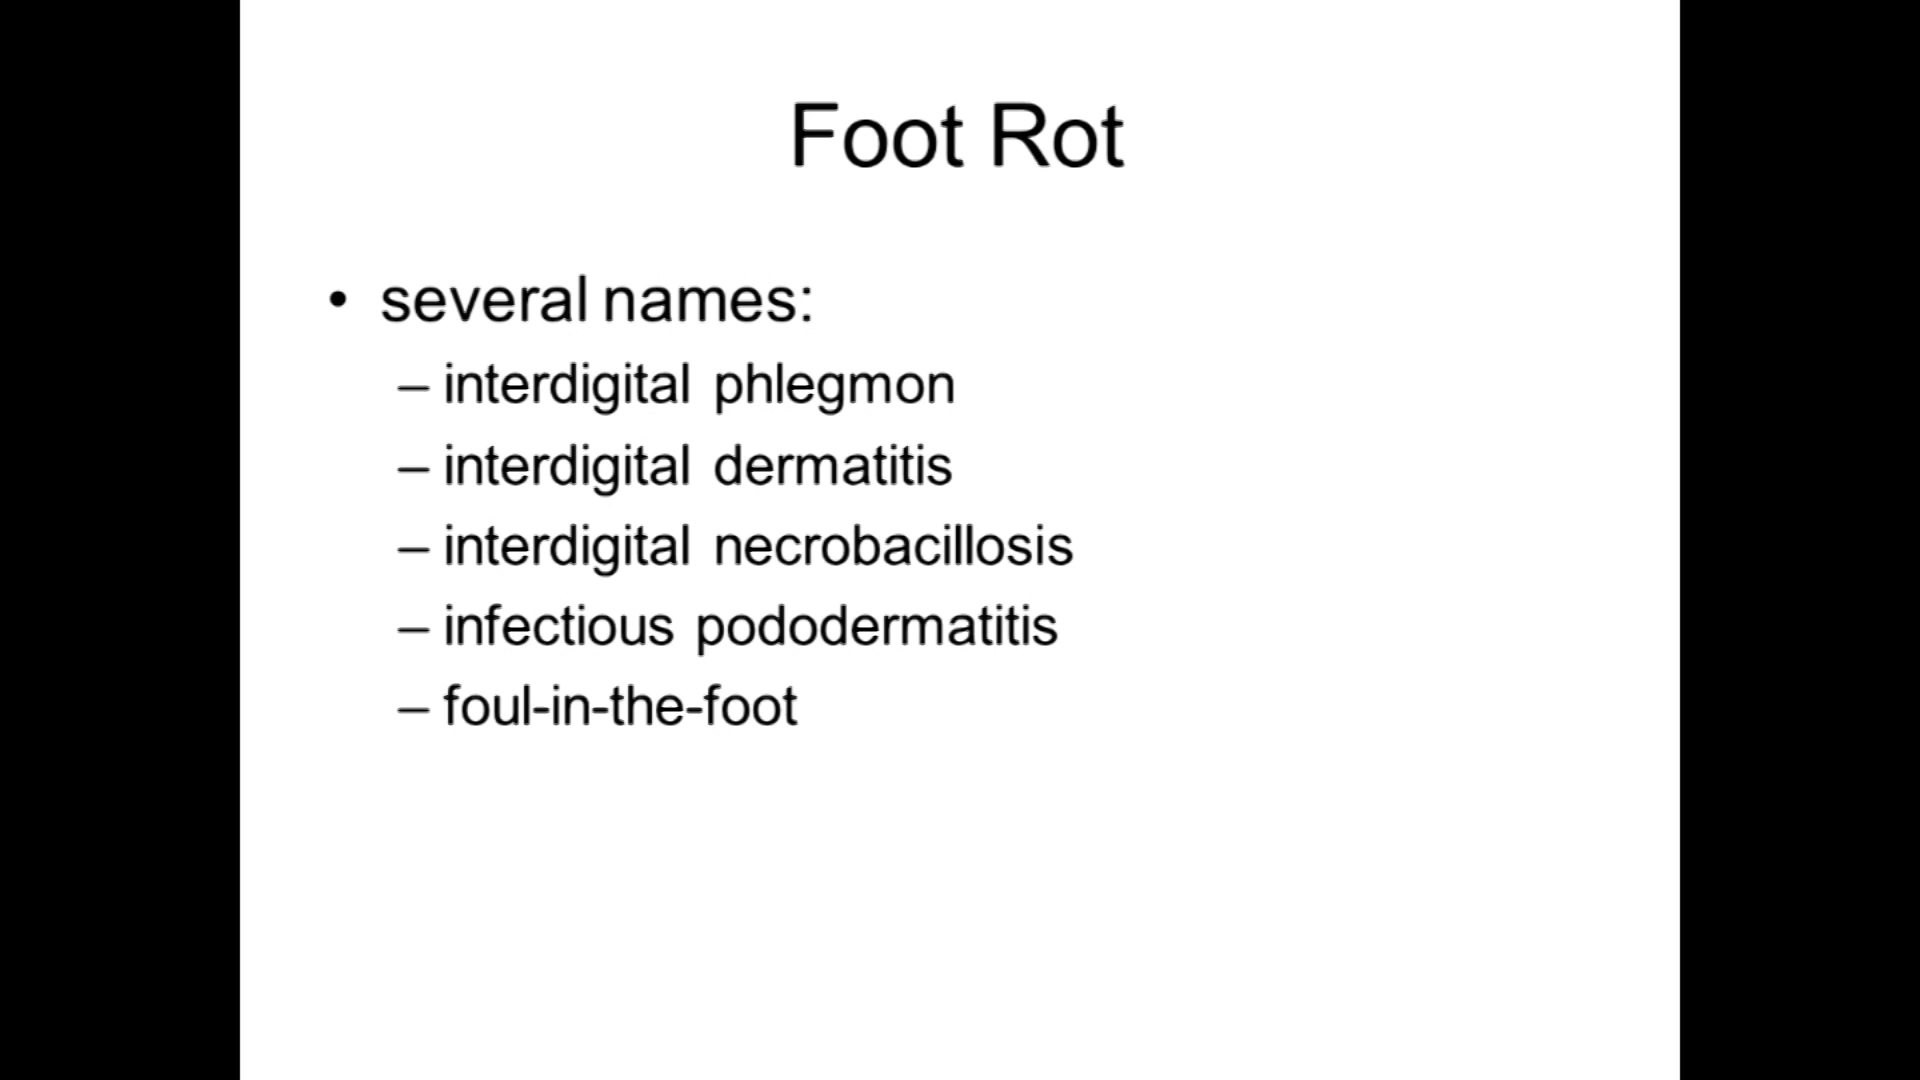 Foot Rot
• several names:
– interdigital phlegmon
– interdigital dermatitis
– interdigital necrobacillosis
– infectious pododermatitis
– foul-in-the-foot